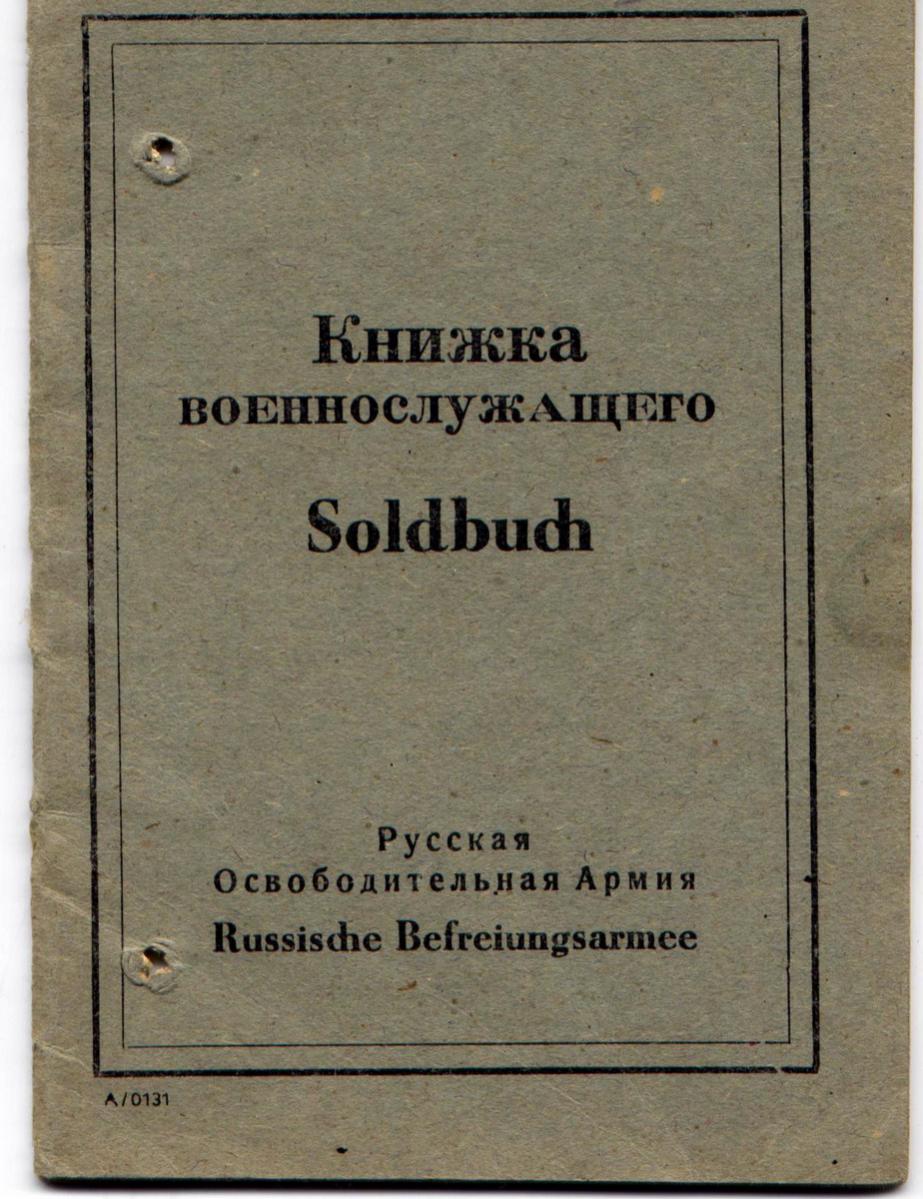 Книжка
военнослужащего
Soldbuch
Русская
Освободительная Армия
Russische Befreiungsarmee
A/0131